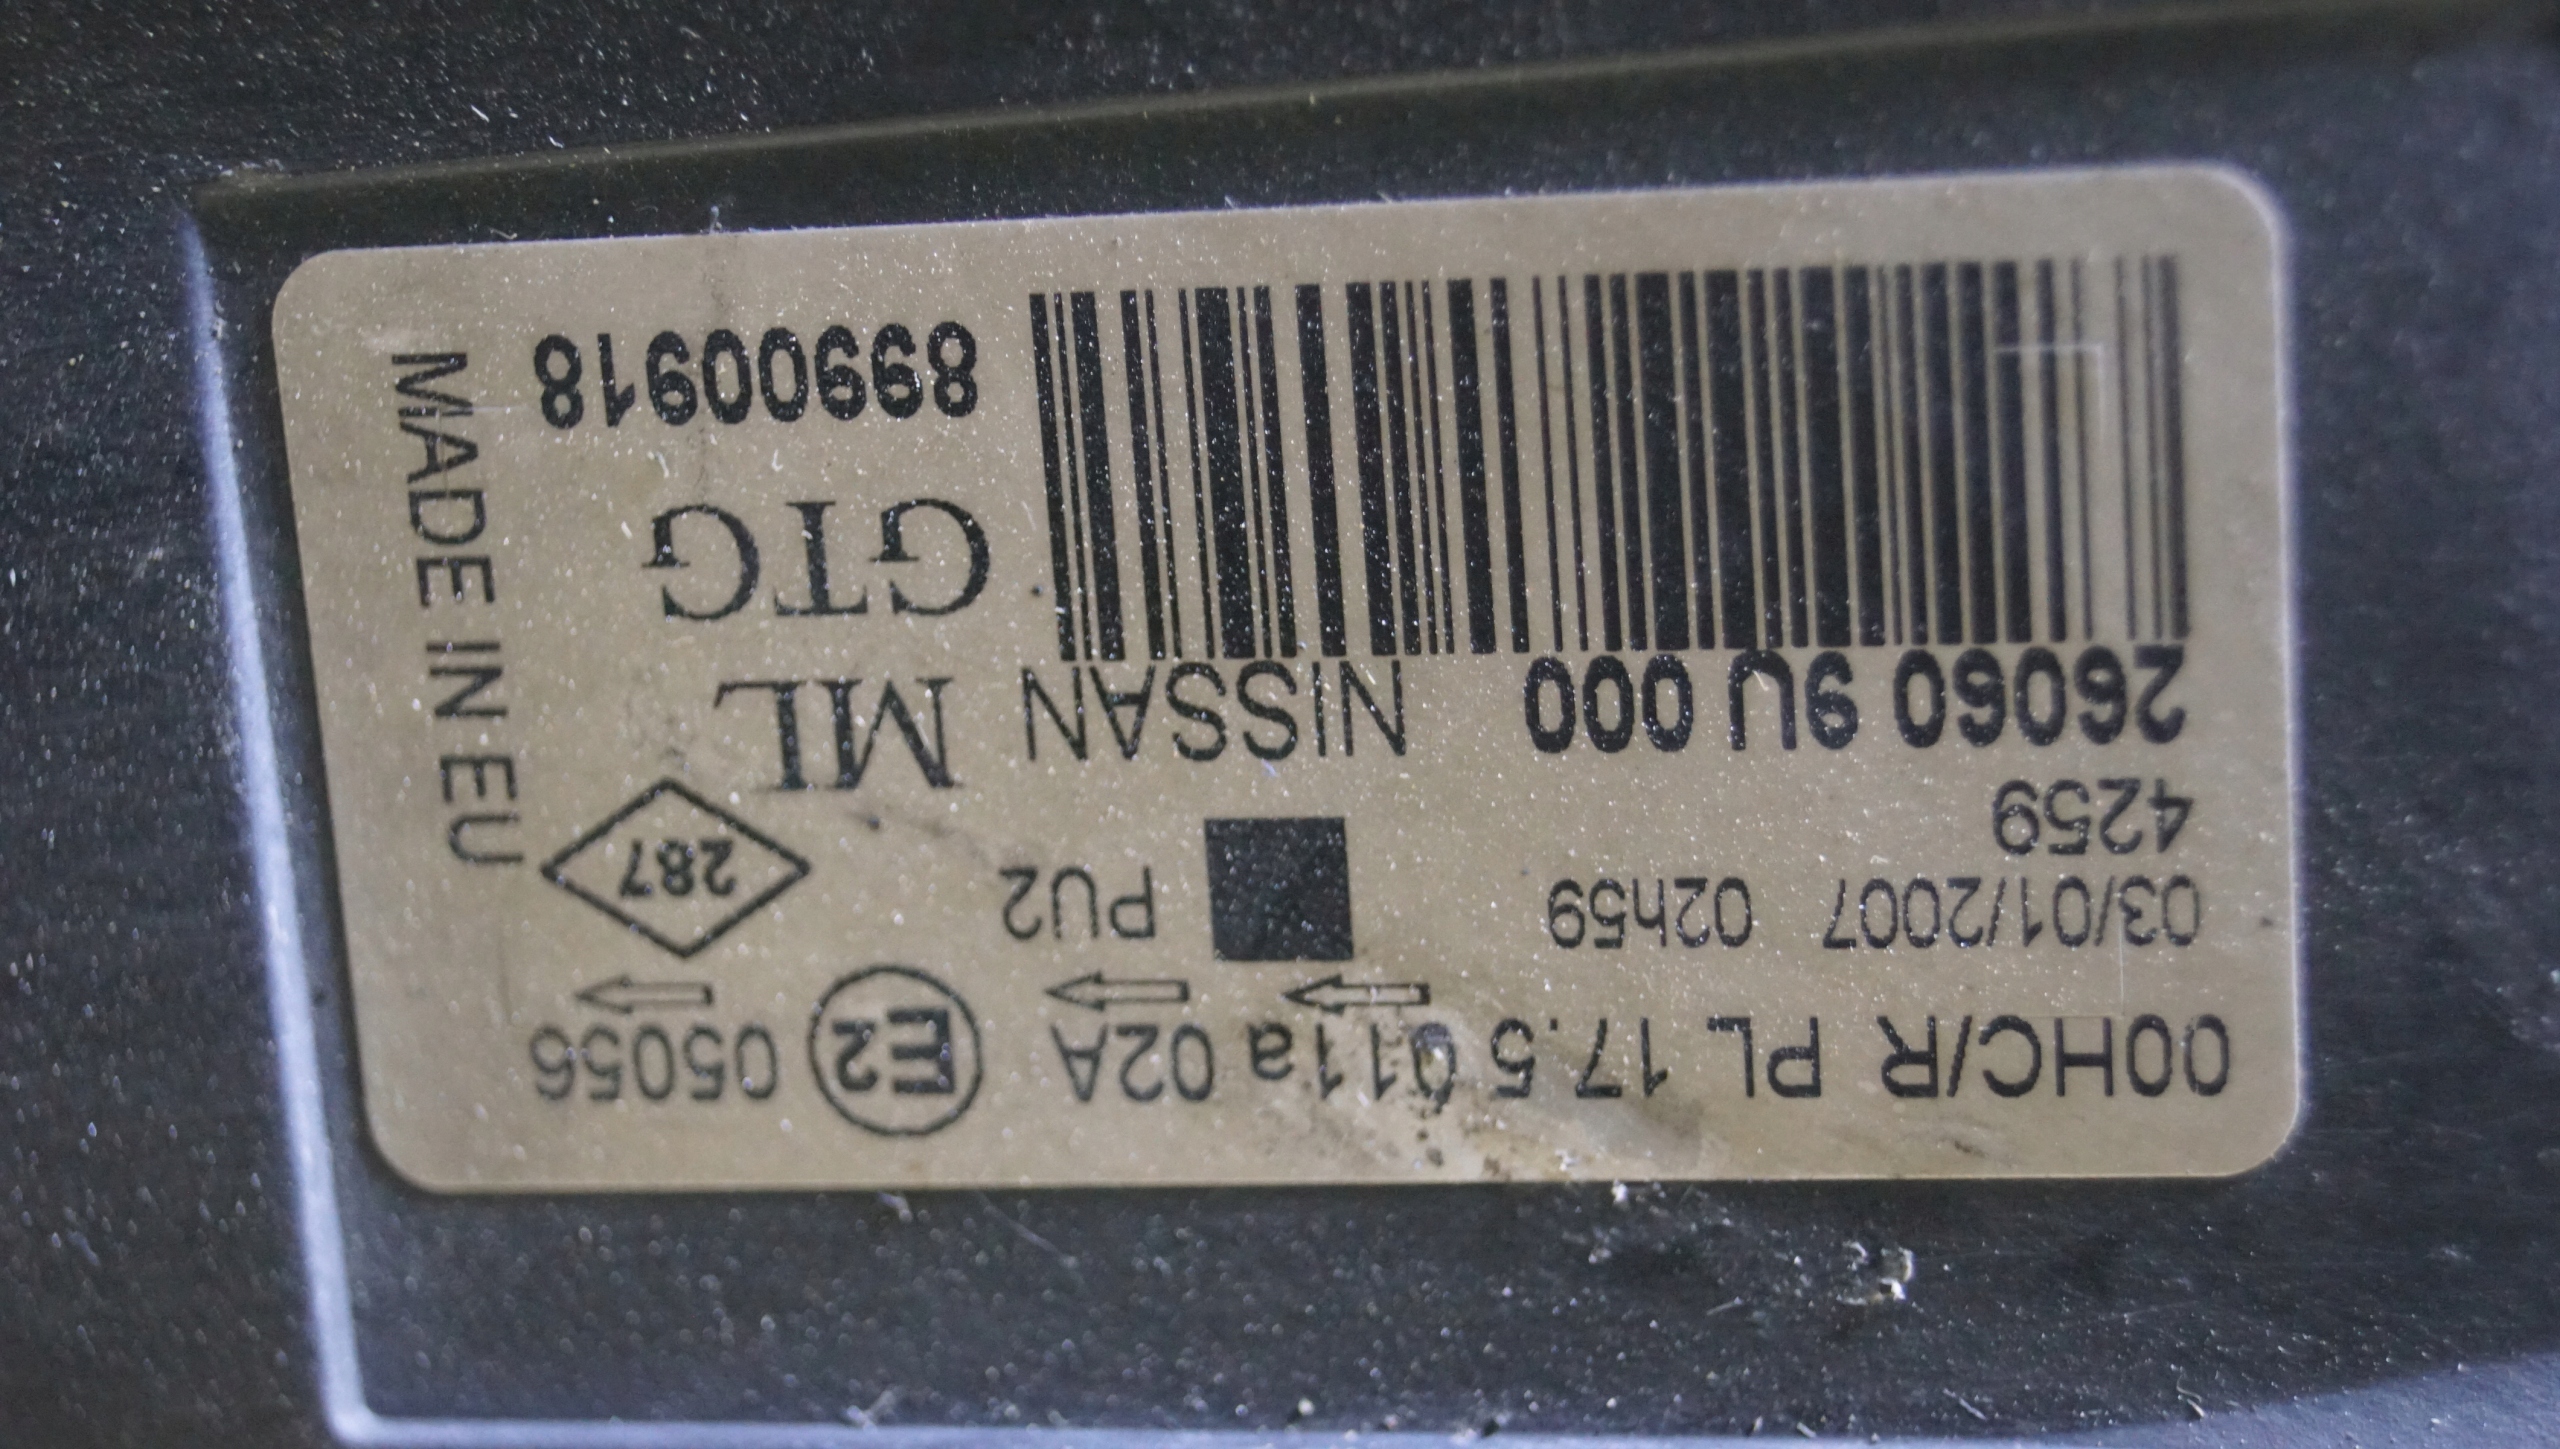 00HC/R PL 17.5 011a 02A E2 05056
03/01/2007 02h59 PU2 287
4259
26060 9U 000 NISSAN ML
GTG
89900918
MADE IN EU